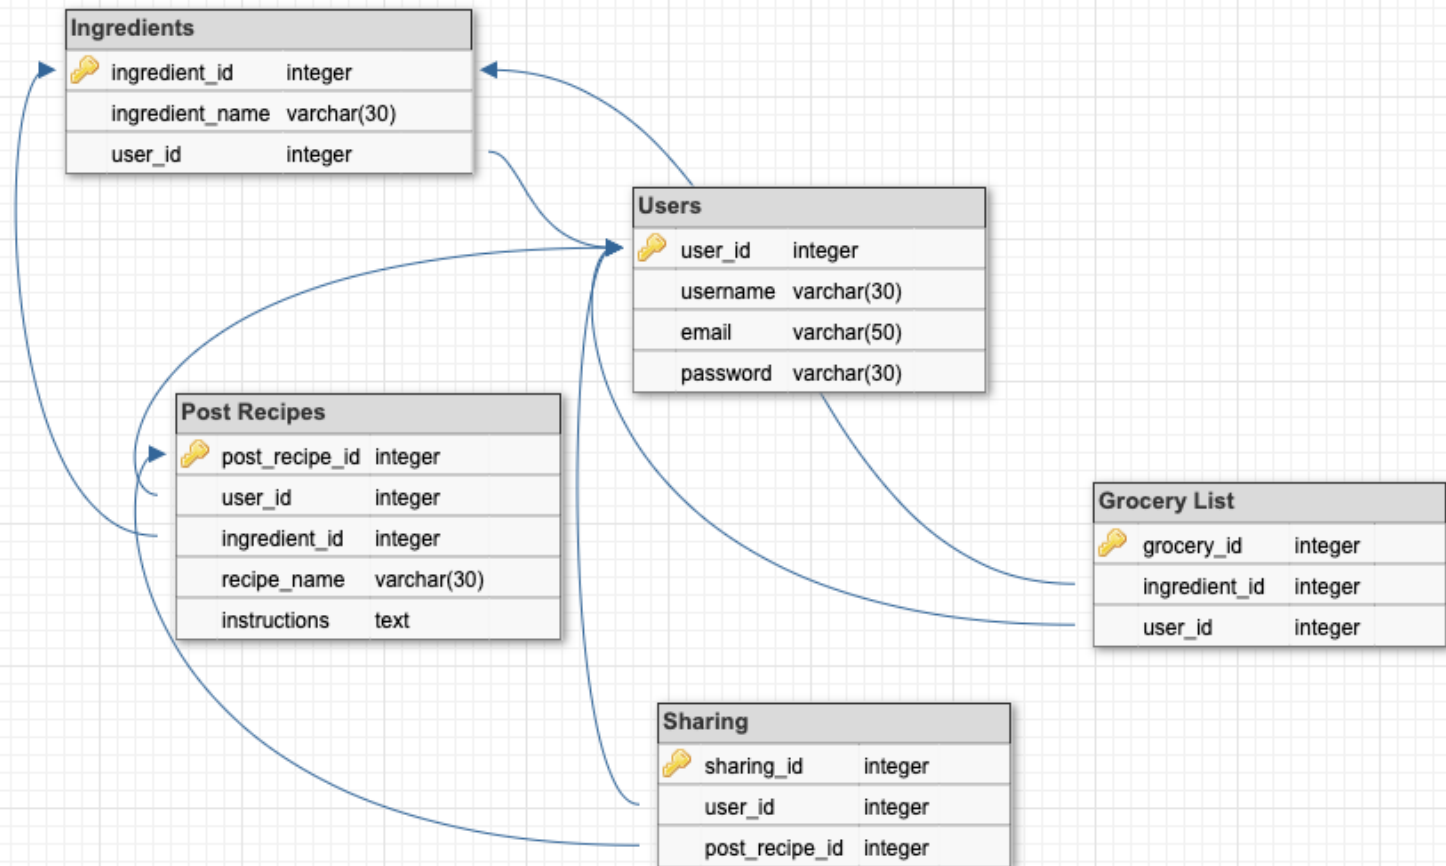 Ingredients
ingredient_id integer
ingredient_name varchar(30)
user_id integer
Users
user_id integer
username varchar(30)
email varchar(50)
password varchar(30)
Post Recipes
post_recipe_id integer
user_id integer
ingredient_id integer
recipe_name varchar(30)
instructions text
Grocery List
grocery_id integer
ingredient_id integer
user_id integer
Sharing
sharing_id integer
user_id integer
post_recipe_id integer